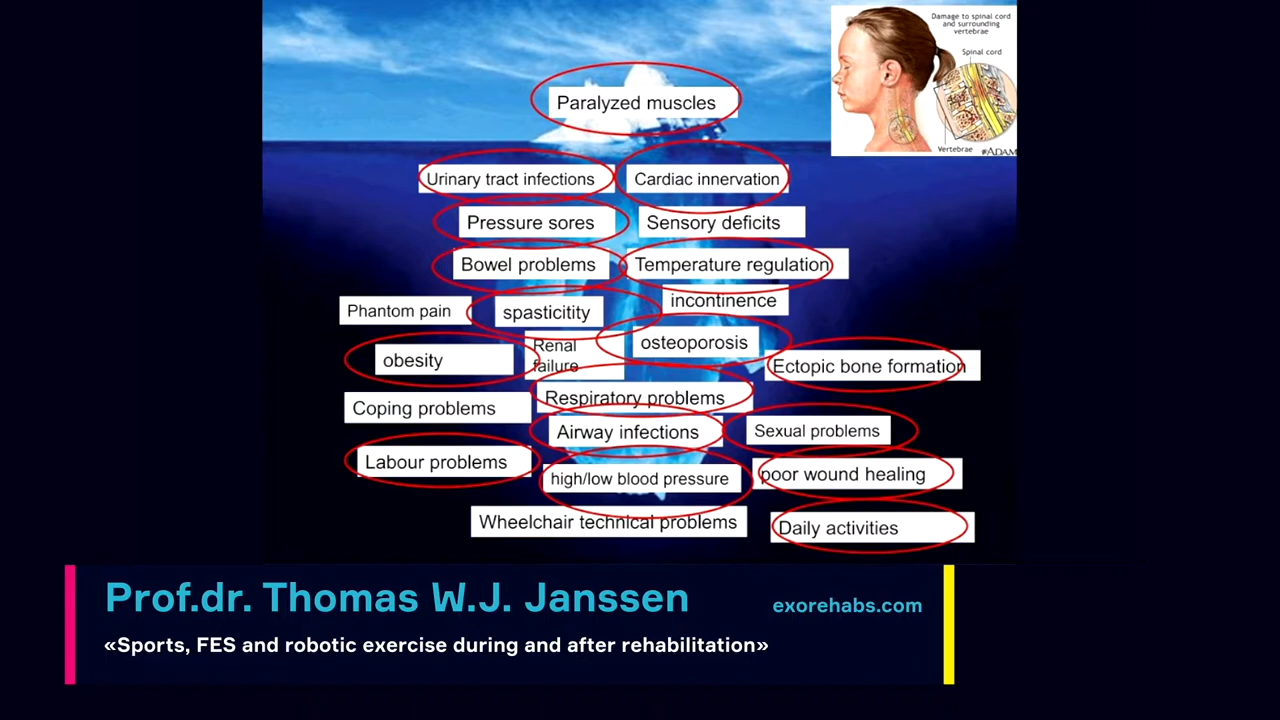 Damage to spinal cord
and surrounding
vertebrae
Spinal cord
Vertebrae
#ADAM
Paralyzed muscles
Urinary tract infections
Cardiac innervation
Pressure sores
Sensory deficits
Bowel problems
Temperature regulation
Phantom pain
spasticitity
incontinence
Renal
failure
osteoporosis
obesity
Ectopic bone formation
Respiratory problems
Coping problems
Airway infections
Sexual problems
Labour problems
high/low blood pressure
poor wound healing
Wheelchair technical problems
Daily activities
Prof.dr. Thomas W.J. Janssen
exorehabs.com
«Sports, FES and robotic exercise during and after rehabilitation»